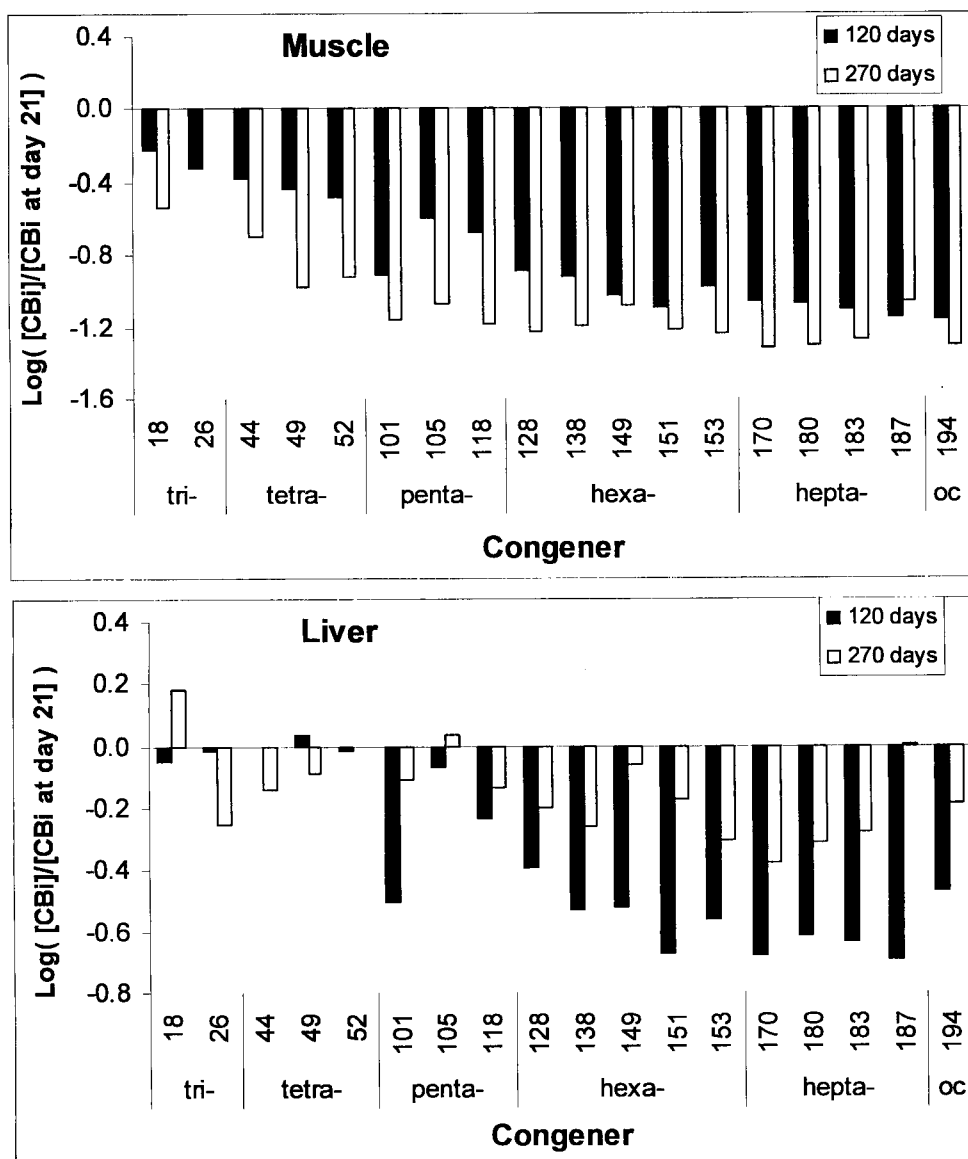 Muscle
120 days
270 days
Log( [CBi]/[CBi at day 21] )
0.4
0.0
-0.4
-0.8
-1.2
-1.6
18 26 44 49 52 101 105 118 128 138 149 151 153 170 180 183 187 194
tri- tetra- penta- hexa- hepta- oc
Congener
Liver
120 days
270 days
Log( [CBi]/[CBi at day 21] )
0.4
0.2
0.0
-0.2
-0.4
-0.6
-0.8
18 26 44 49 52 101 105 118 128 138 149 151 153 170 180 183 187 194
tri- tetra- penta- hexa- hepta- oc
Congener